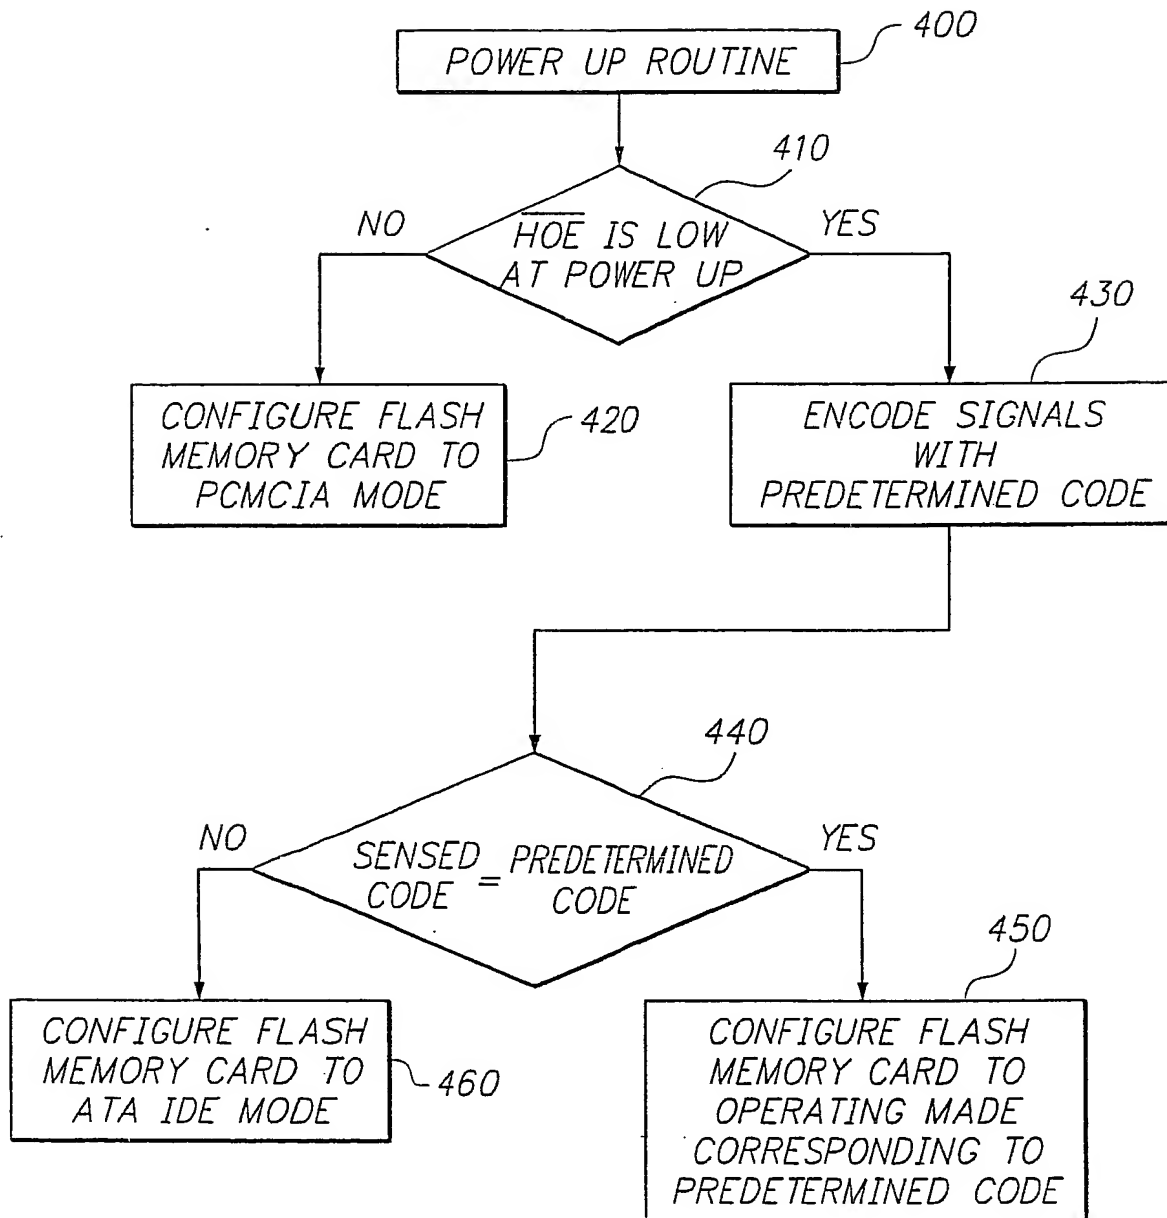 POWER UP ROUTINE
400
410
NO
YES
H̅O̅E̅ IS LOW
AT POWER UP
430
CONFIGURE FLASH
MEMORY CARD TO
PCMCIA MODE
420
ENCODE SIGNALS
WITH
PREDETERMINED CODE
440
NO
YES
SENSED
CODE
=
PREDETERMINED
CODE
450
CONFIGURE FLASH
MEMORY CARD TO
ATA IDE MODE
460
CONFIGURE FLASH
MEMORY CARD TO
OPERATING MADE
CORRESPONDING TO
PREDETERMINED CODE